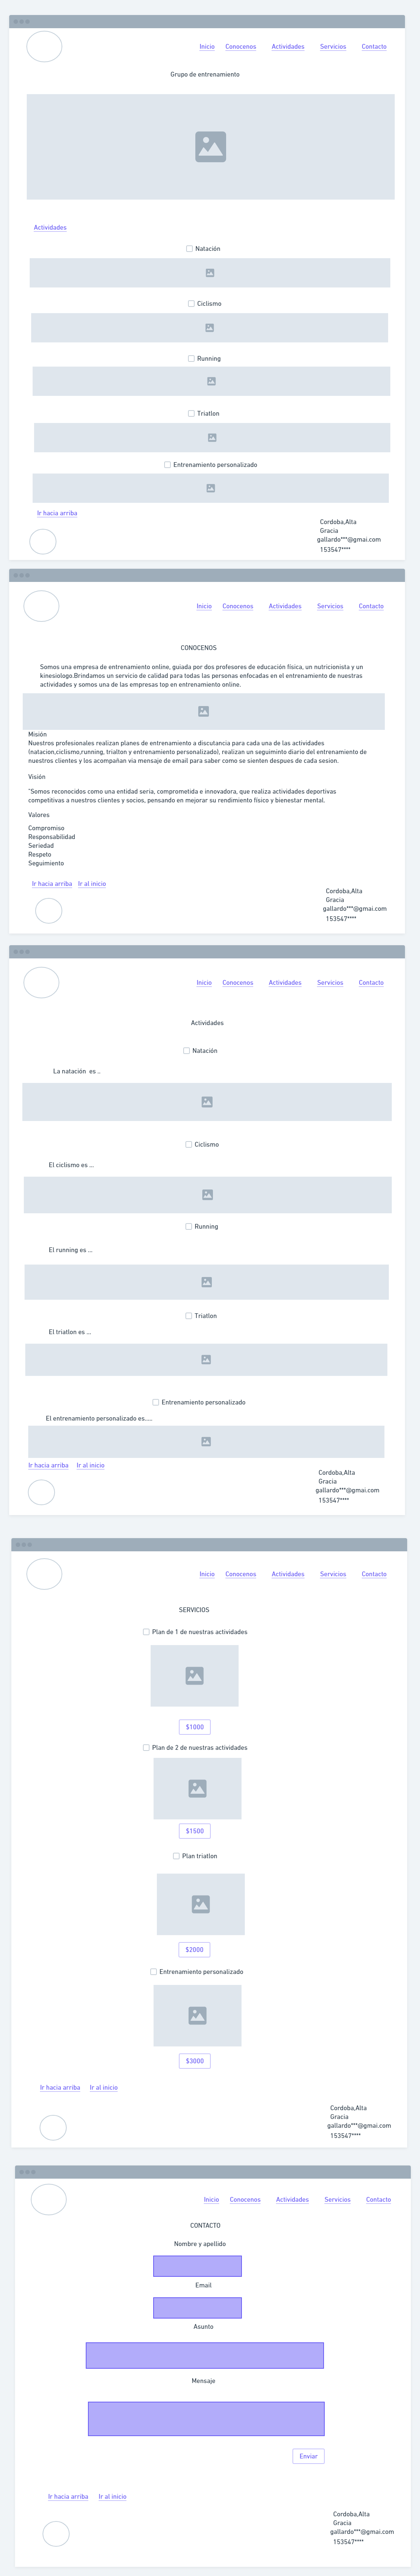 Inicio Conocenos Actividades Servicios Contacto
Grupo de entrenamiento
Actividades
Natación
Ciclismo
Running
Triatlon
Entrenamiento personalizado
Ir hacia arriba
Cordoba,Alta
Gracia
gallardo***@gmai.com
153547****
Inicio Conocenos Actividades Servicios Contacto
CONOCENOS
Somos una empresa de entrenamiento online, guiada por dos profesores de educación física, un nutricionista y un
kinesiologo.Brindamos un servicio de calidad para todas las personas enfocadas en el entrenamiento de nuestras
actividades y somos una de las empresas top en entrenamiento online.
Misión
Nuestros profesionales realizan planes de entrenamiento a discutancia para cada una de las actividades
(natacion,ciclismo,running, trialton y entrenamiento personalizado), realizan un seguiminto diario del entrenamiento de
nuestros clientes y los acompañan via mensaje de email para saber como se sienten despues de cada sesion.
Visión
"Somos reconocidos como una entidad seria, comprometida e innovadora, que realiza actividades deportivas
competitivas a nuestros clientes y socios, pensando en mejorar su rendimiento físico y bienestar mental.
Valores
Compromiso
Responsabilidad
Seriedad
Respeto
Seguimiento
Ir hacia arriba Ir al inicio
Cordoba,Alta
Gracia
gallardo***@gmai.com
153547****
Inicio Conocenos Actividades Servicios Contacto
Actividades
Natación
La natación es ..
Ciclismo
El ciclismo es ...
Running
El running es ...
Triatlon
El triatlon es ...
Entrenamiento personalizado
El entrenamiento personalizado es.....
Ir hacia arriba Ir al inicio
Cordoba,Alta
Gracia
gallardo***@gmai.com
153547****
Inicio Conocenos Actividades Servicios Contacto
SERVICIOS
Plan de 1 de nuestras actividades
$1000
Plan de 2 de nuestras actividades
$1500
Plan triatlon
$2000
Entrenamiento personalizado
$3000
Ir hacia arriba Ir al inicio
Cordoba,Alta
Gracia
gallardo***@gmai.com
153547****
Inicio Conocenos Actividades Servicios Contacto
CONTACTO
Nombre y apellido
Email
Asunto
Mensaje
Enviar
Ir hacia arriba Ir al inicio
Cordoba,Alta
Gracia
gallardo***@gmai.com
153547****